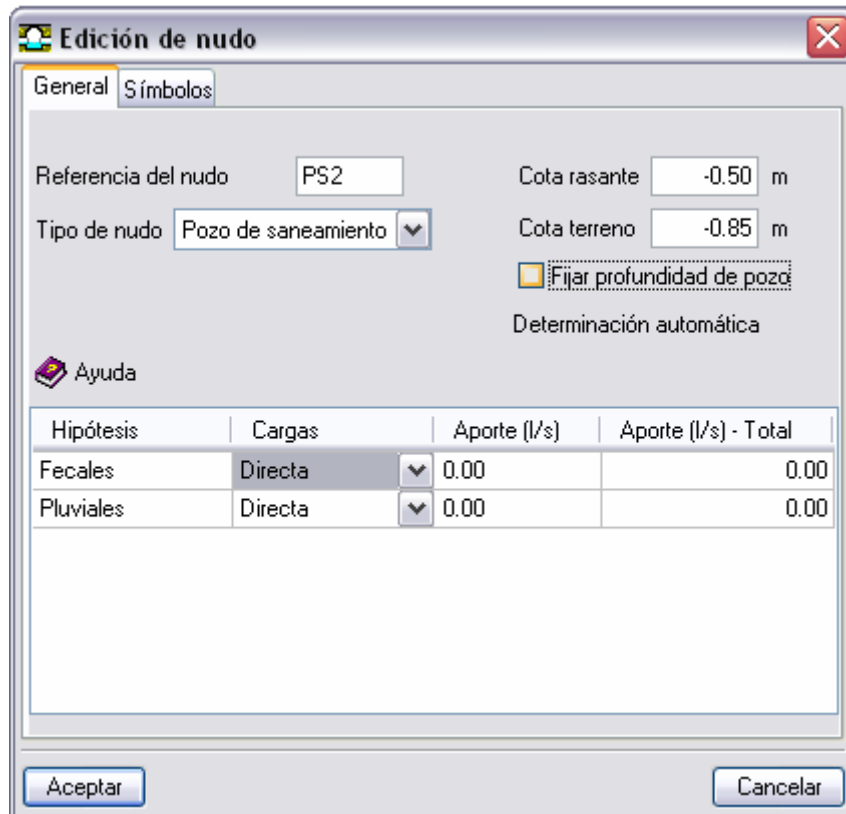 Edición de nudo
General Símbolos
Referencia del nudo PS2 Cota rasante -0.50 m
Tipo de nudo Pozo de saneamiento Cota terreno -0.85 m
Fijar profundidad de pozo
Determinación automática
Ayuda
Hipótesis Cargas Aporte (l/s) Aporte (l/s) - Total
Fecales Directa 0.00 0.00
Pluviales Directa 0.00 0.00
Aceptar Cancelar